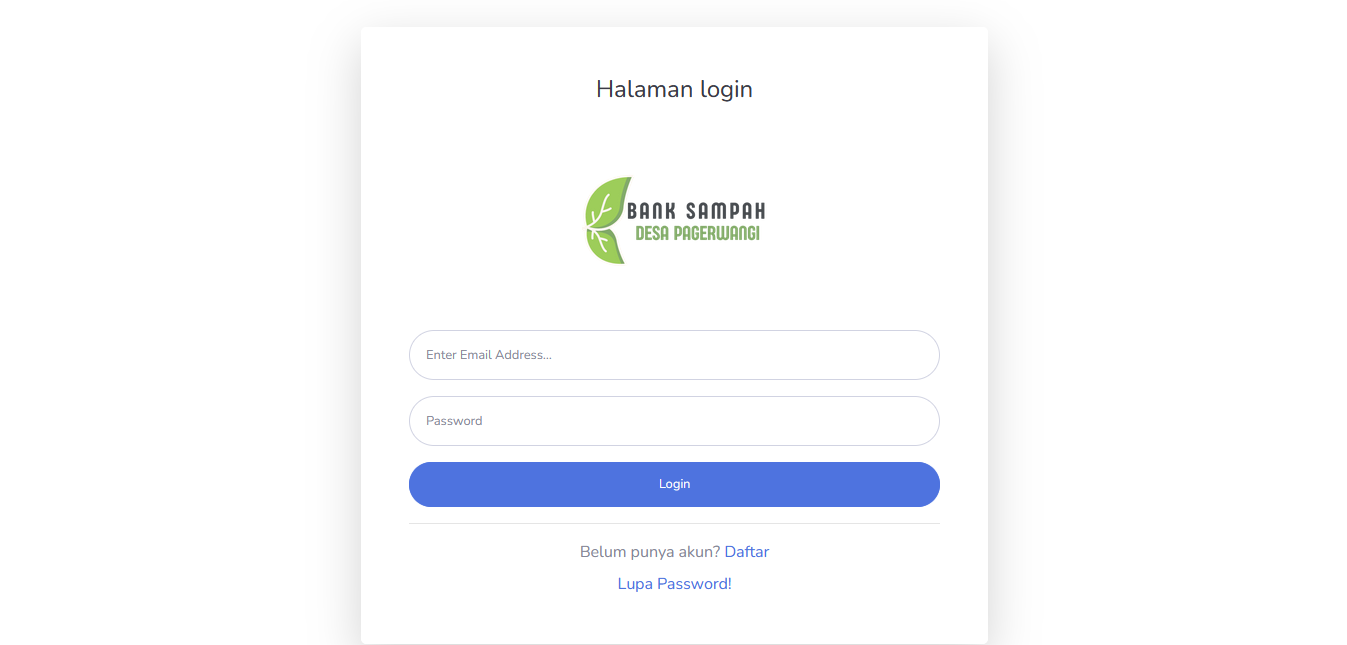 Halaman login
BANK SAMPAH
DESA PAGERWANGI
Enter Email Address...
Password
Login
Belum punya akun? Daftar
Lupa Password!